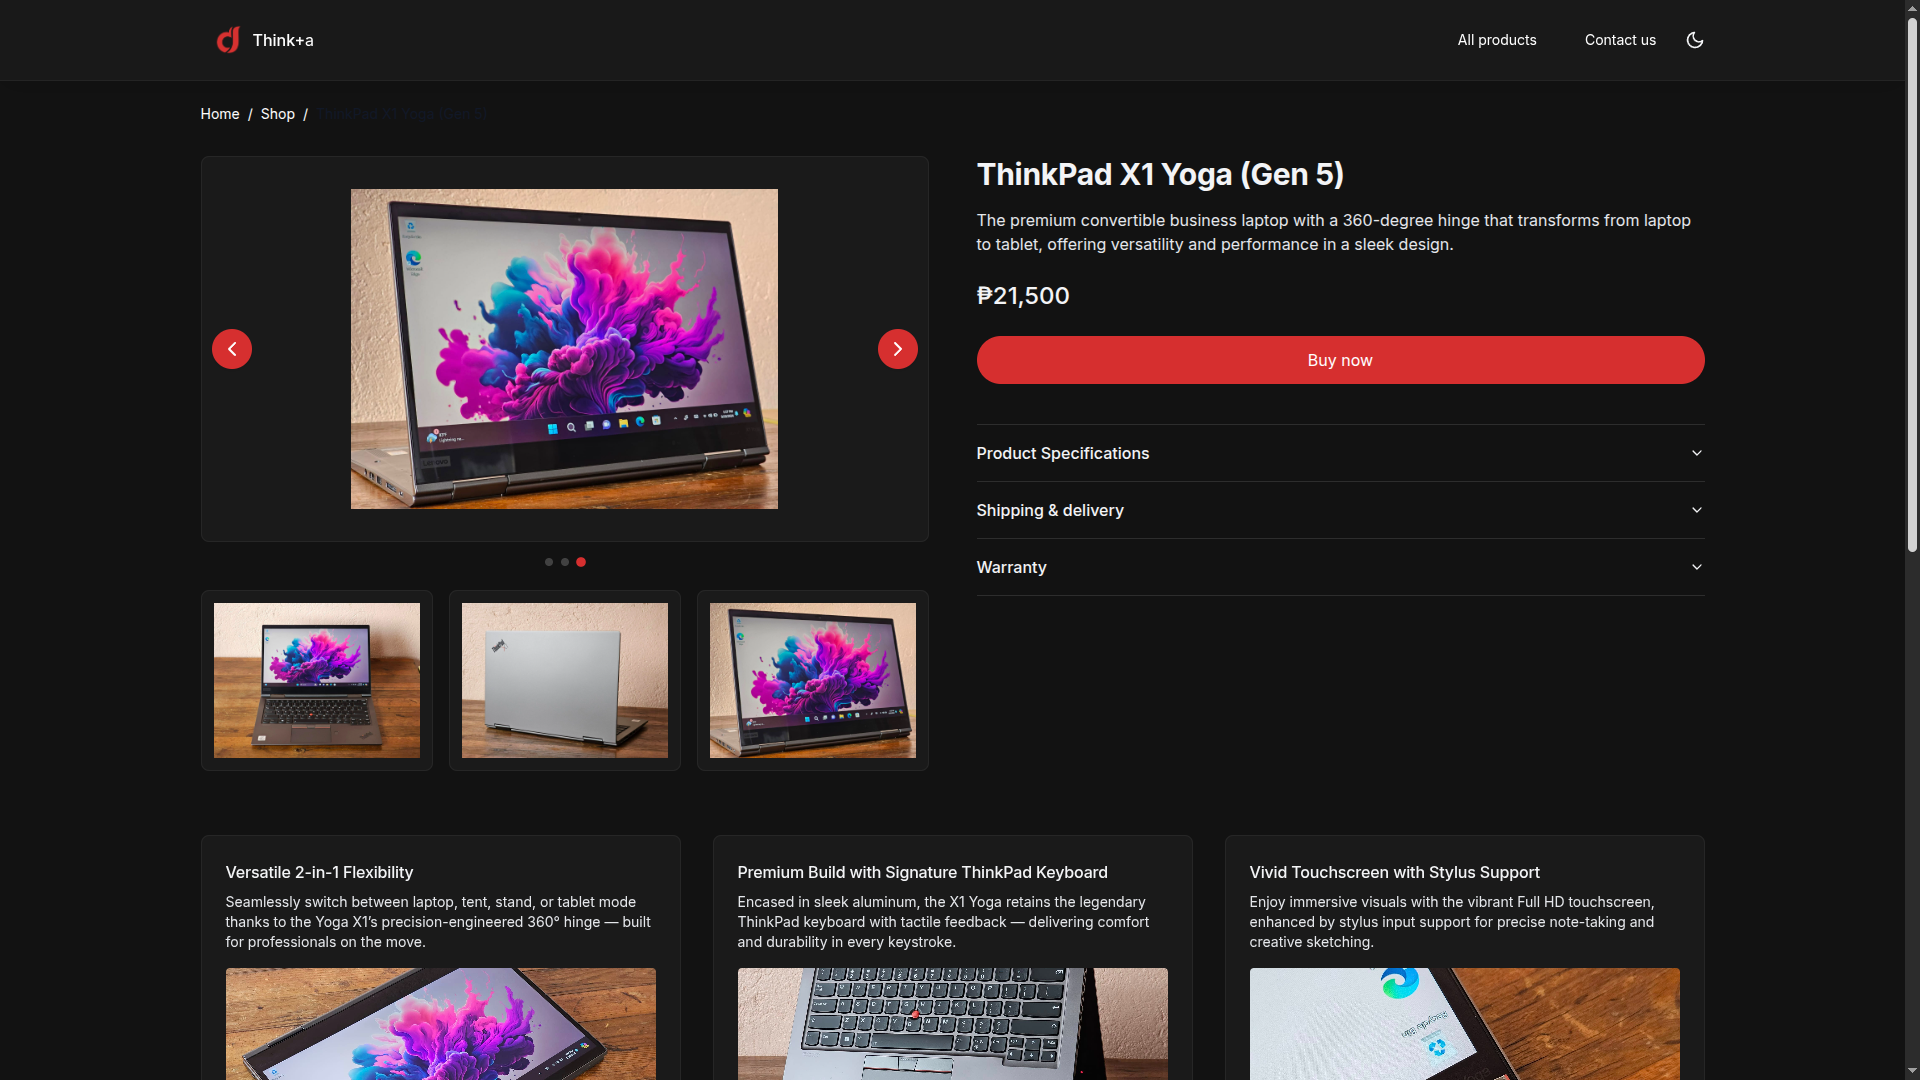 Think+a
All products
Contact us
Home / Shop / ThinkPad X1 Yoga (Gen 5)
ThinkPad X1 Yoga (Gen 5)
The premium convertible business laptop with a 360-degree hinge that transforms from laptop
to tablet, offering versatility and performance in a sleek design.
₱21,500
Buy now
Product Specifications
Shipping & delivery
Warranty
Versatile 2-in-1 Flexibility
Seamlessly switch between laptop, tent, stand, or tablet mode
thanks to the Yoga X1’s precision-engineered 360° hinge — built
for professionals on the move.
Premium Build with Signature ThinkPad Keyboard
Encased in sleek aluminum, the X1 Yoga retains the legendary
ThinkPad keyboard with tactile feedback — delivering comfort
and durability in every keystroke.
Vivid Touchscreen with Stylus Support
Enjoy immersive visuals with the vibrant Full HD touchscreen,
enhanced by stylus input support for precise note-taking and
creative sketching.